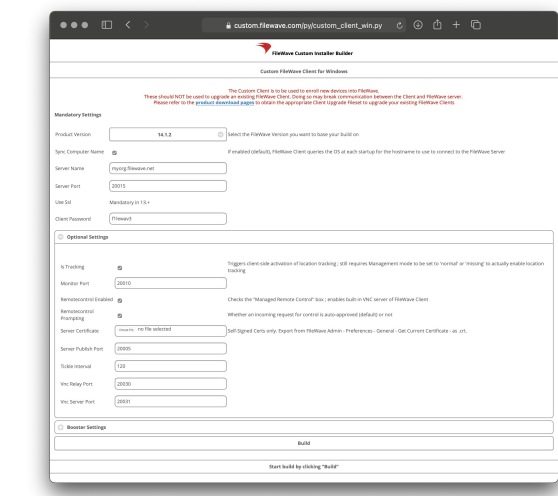 custom.filewave.com/py/custom_client_win.py
FileWave Custom Installer Builder
Custom FileWave Client for Windows
The Custom Client is to be used to enroll new devices into FileWave.
These should NOT be used to upgrade an existing FileWave Client. Doing so may break communication between the Client and FileWave server.
Please refer to the product download pages to obtain the appropriate Client Upgrade Fileset to upgrade your existing FileWave Clients
Mandatory Settings
Product Version 14.1.2 Select the FileWave Version you want to base your build on
Sync Computer Name If enabled (default), FileWave Client queries the OS at each startup for the hostname to use to connect to the FileWave Server
Server Name myorg.filewave.net
Server Port 20015
Use Ssl Mandatory in 13.+
Client Password f1lewav3
Optional Settings
Is Tracking Triggers client-side activation of location tracking ; still requires Management mode to be set to 'normal' or 'missing' to actually enable location
tracking
Monitor Port 20010
Remotecontrol Enabled Checks the "Managed Remote Control" box ; enables built-in VNC server of FileWave Client
Remotecontrol
Prompting Whether an incoming request for control is auto-approved (default) or not
Server Certificate Choose File no file selected Self-Signed Certs only. Export from FileWave Admin - Preferences - General - Get Current Certificate - as .crt.
Server Publish Port 20005
Tickle Interval 120
Vnc Relay Port 20030
Vnc Server Port 20031
Booster Settings
Build
Start build by clicking "Build"